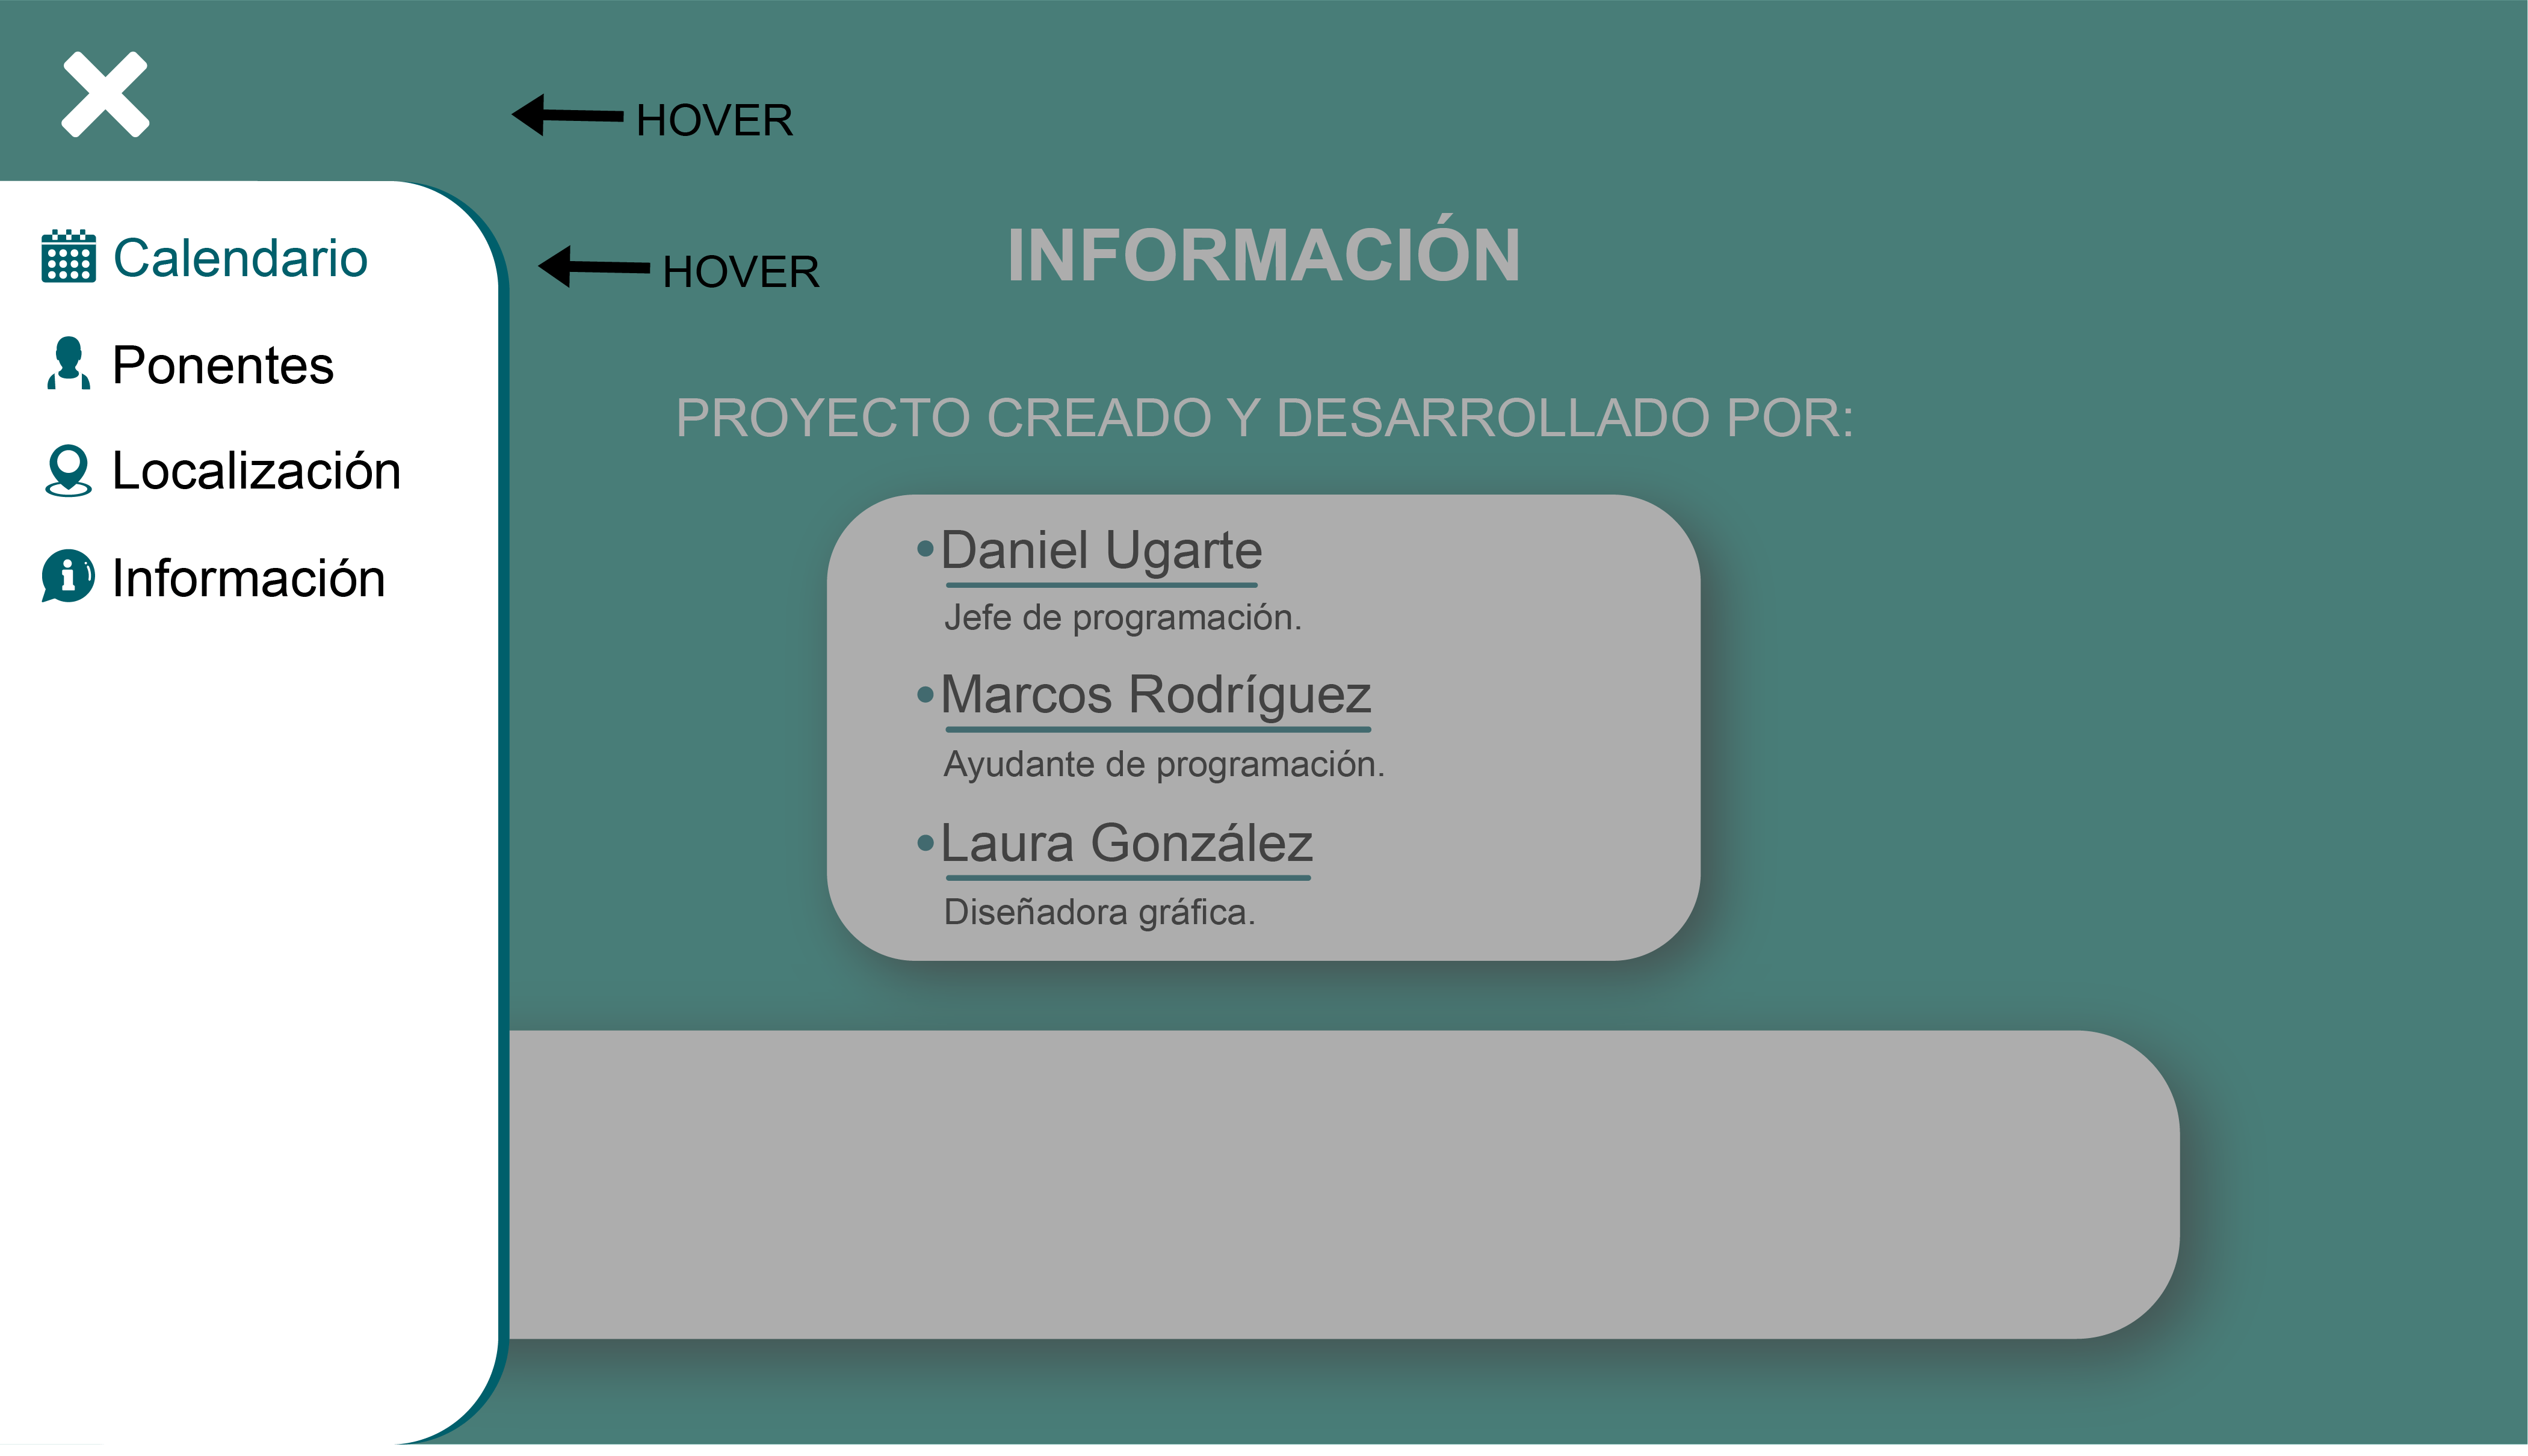 HOVER
Calendario
HOVER
Ponentes
Localización
Información
INFORMACIÓN
PROYECTO CREADO Y DESARROLLADO POR:
•Daniel Ugarte
Jefe de programación.
•Marcos Rodríguez
Ayudante de programación.
•Laura González
Diseñadora gráfica.